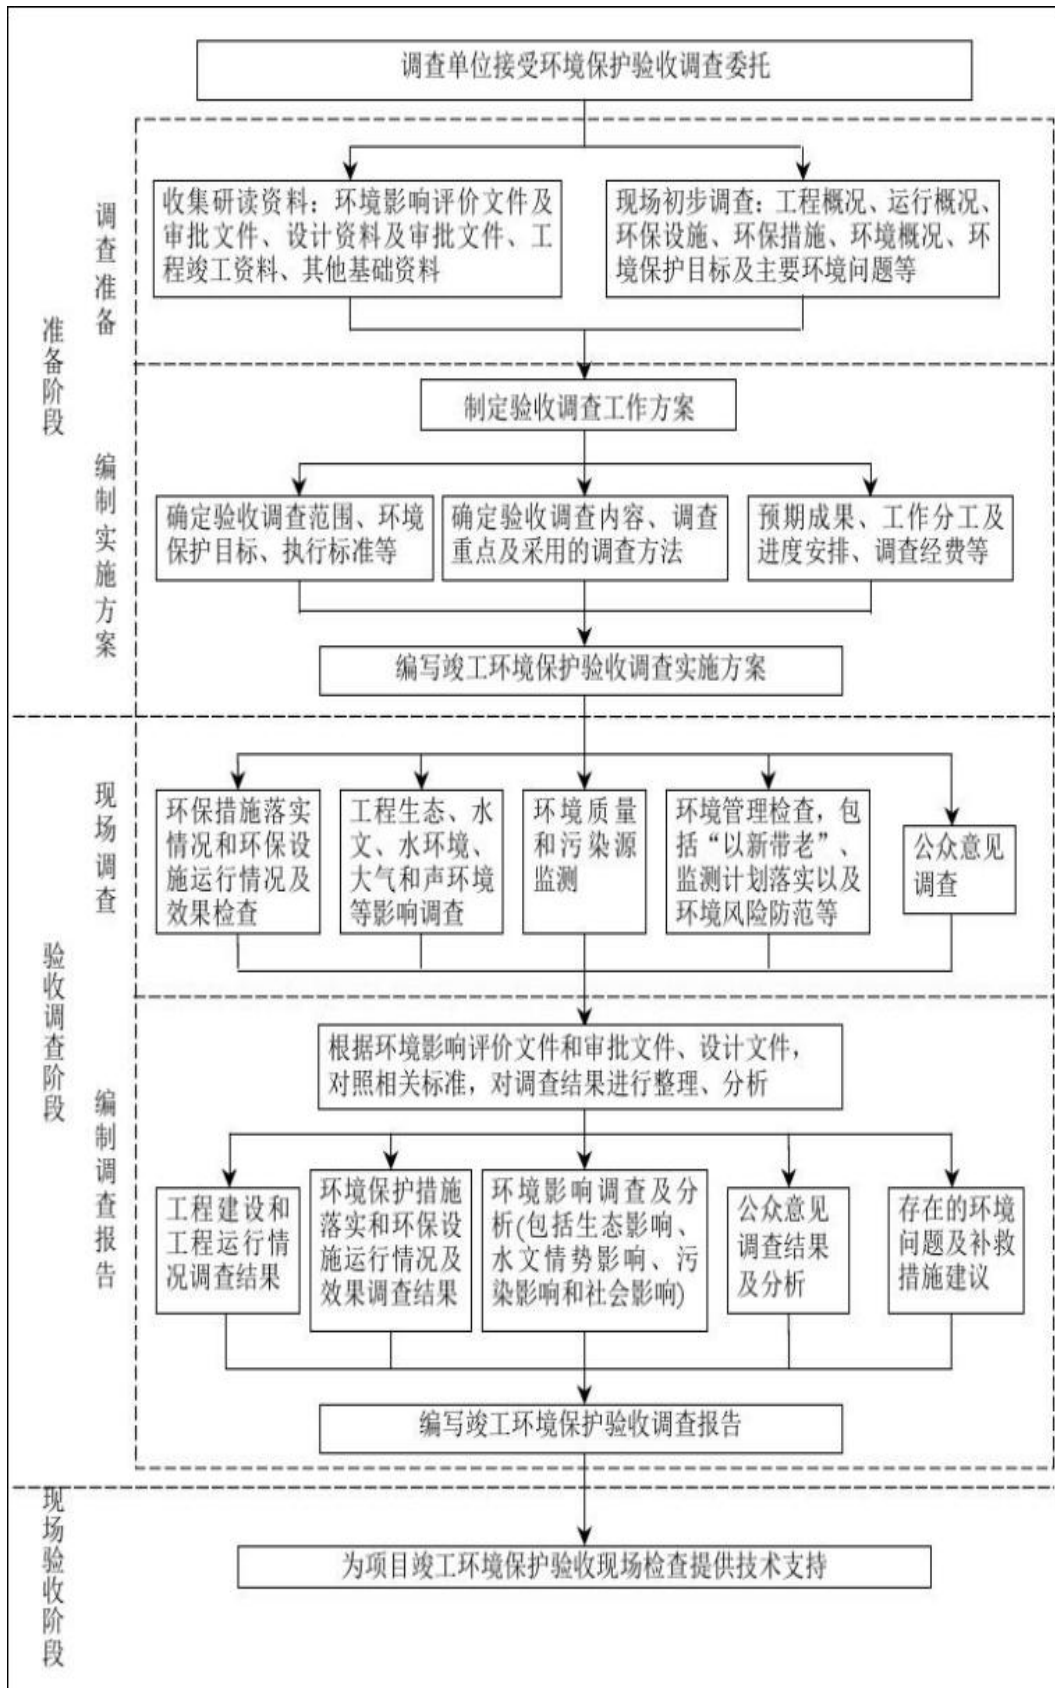 调查单位接受环境保护验收调查委托
准备阶段
调查准备
收集研读资料：环境影响评价文件及
审批文件、设计资料及审批文件、工
程竣工资料、其他基础资料
现场初步调查：工程概况、运行概况、
环保设施、环保措施、环境概况、环
境保护目标及主要环境问题等
编制实施方案
制定验收调查工作方案
确定验收调查范围、环境
保护目标、执行标准等
确定验收调查内容、调查
重点及采用的调查方法
预期成果、工作分工及
进度安排、调查经费等
编写竣工环境保护验收调查实施方案
验收调查阶段
现场调查
环保措施落实
情况和环保设
施运行情况及
效果检查
工程生态、水
文、水环境、
大气和声环境
等影响调查
环境质量
和污染源
监测
环境管理检查，包
括“以新带老”、
监测计划落实以及
环境风险防范等
公众意见
调查
编制调查报告
根据环境影响评价文件和审批文件、设计文件，
对照相关标准，对调查结果进行整理、分析
工程建设和
工程运行情
况调查结果
环境保护措施
落实和环保设
施运行情况及
效果调查结果
环境影响调查及分
析(包括生态影响、
水文情势影响、污
染影响和社会影响)
公众意见
调查结果
及分析
存在的环境
问题及补救
措施建议
编写竣工环境保护验收调查报告
现场验收阶段
为项目竣工环境保护验收现场检查提供技术支持